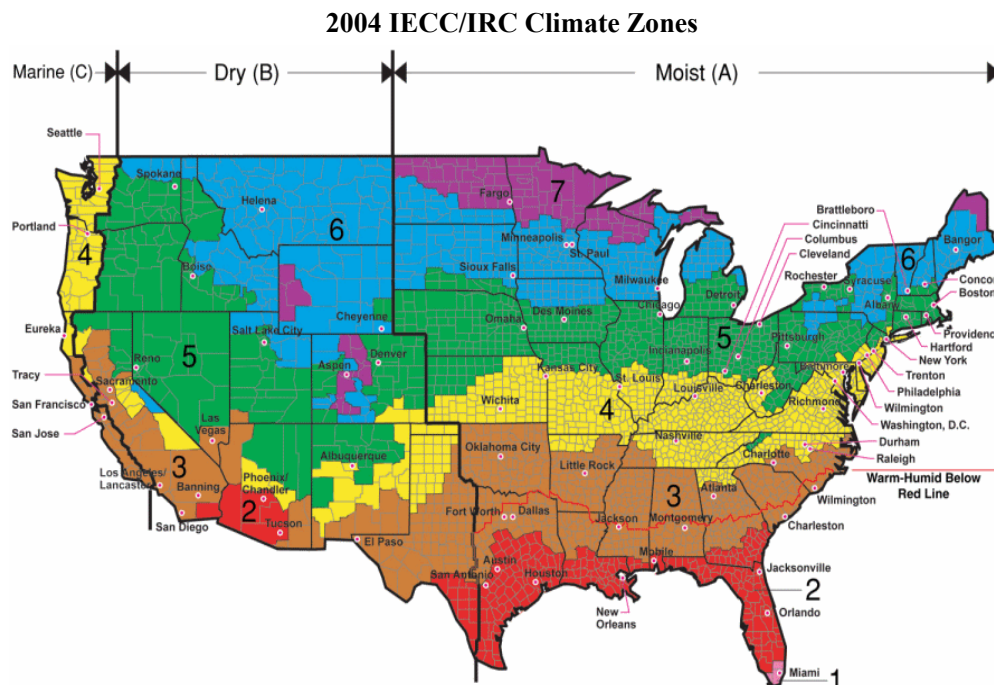 2004 IECC/IRC Climate Zones
Marine (C)
Dry (B)
Moist (A)
Seattle
Spokane
Helena
6
Fargo
7
Portland
4
Boise
Minneapolis
St. Paul
Sioux Falls
Milwaukee
Brattleboro
Cincinnatti
Columbus
Cleveland
6
Bangor
Rochester
Syracuse
Albany
Concor
Boston
Providenc
Hartford
New York
Trenton
Philadelphia
Wilmington
Washington, D.C.
Durham
Raleigh
Eureka
Cheyenne
Salt Lake City
Omaha
Des Moines
Chicago
Detroit
5
Pittsburgh
Reno
5
Aspon
Denver
Indianapolis
Baltimore
Tracy
Sacramento
Kansas City
St. Louis
Louisville
Charleston
Richmond
San Francisco
San Jose
Las
Vegas
Wichita
4
Nashville
Albuquerque
Oklahoma City
Charlotte
3
Los Angeles/
Lancaster
Banning
Phoenix/
Chandler
Little Rock
3
Atlanta
Warm-Humid Below
Red Line
Wilmington
San Diego
2
Tucson
El Paso
Fort Worth
Dallas
Jackson
Montgomery
Charleston
Mobile
Austin
San Antonio
Houston
New
Orleans
Jacksonville
2
Orlando
Miami
1